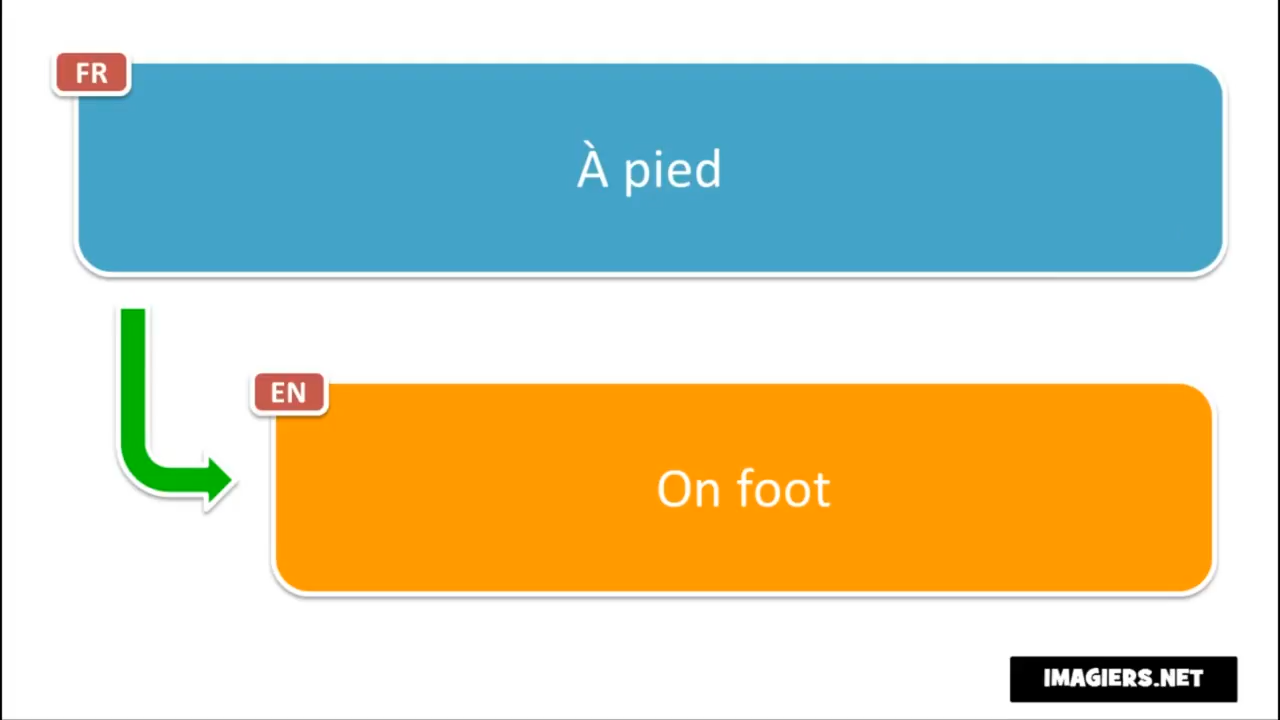 FR
À pied
EN
On foot
IMAGIERS.NET